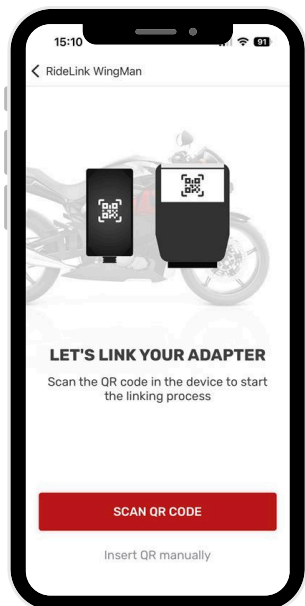 15:10
91
RideLink WingMan
LET'S LINK YOUR ADAPTER
Scan the QR code in the device to start
the linking process
SCAN QR CODE
Insert QR manually